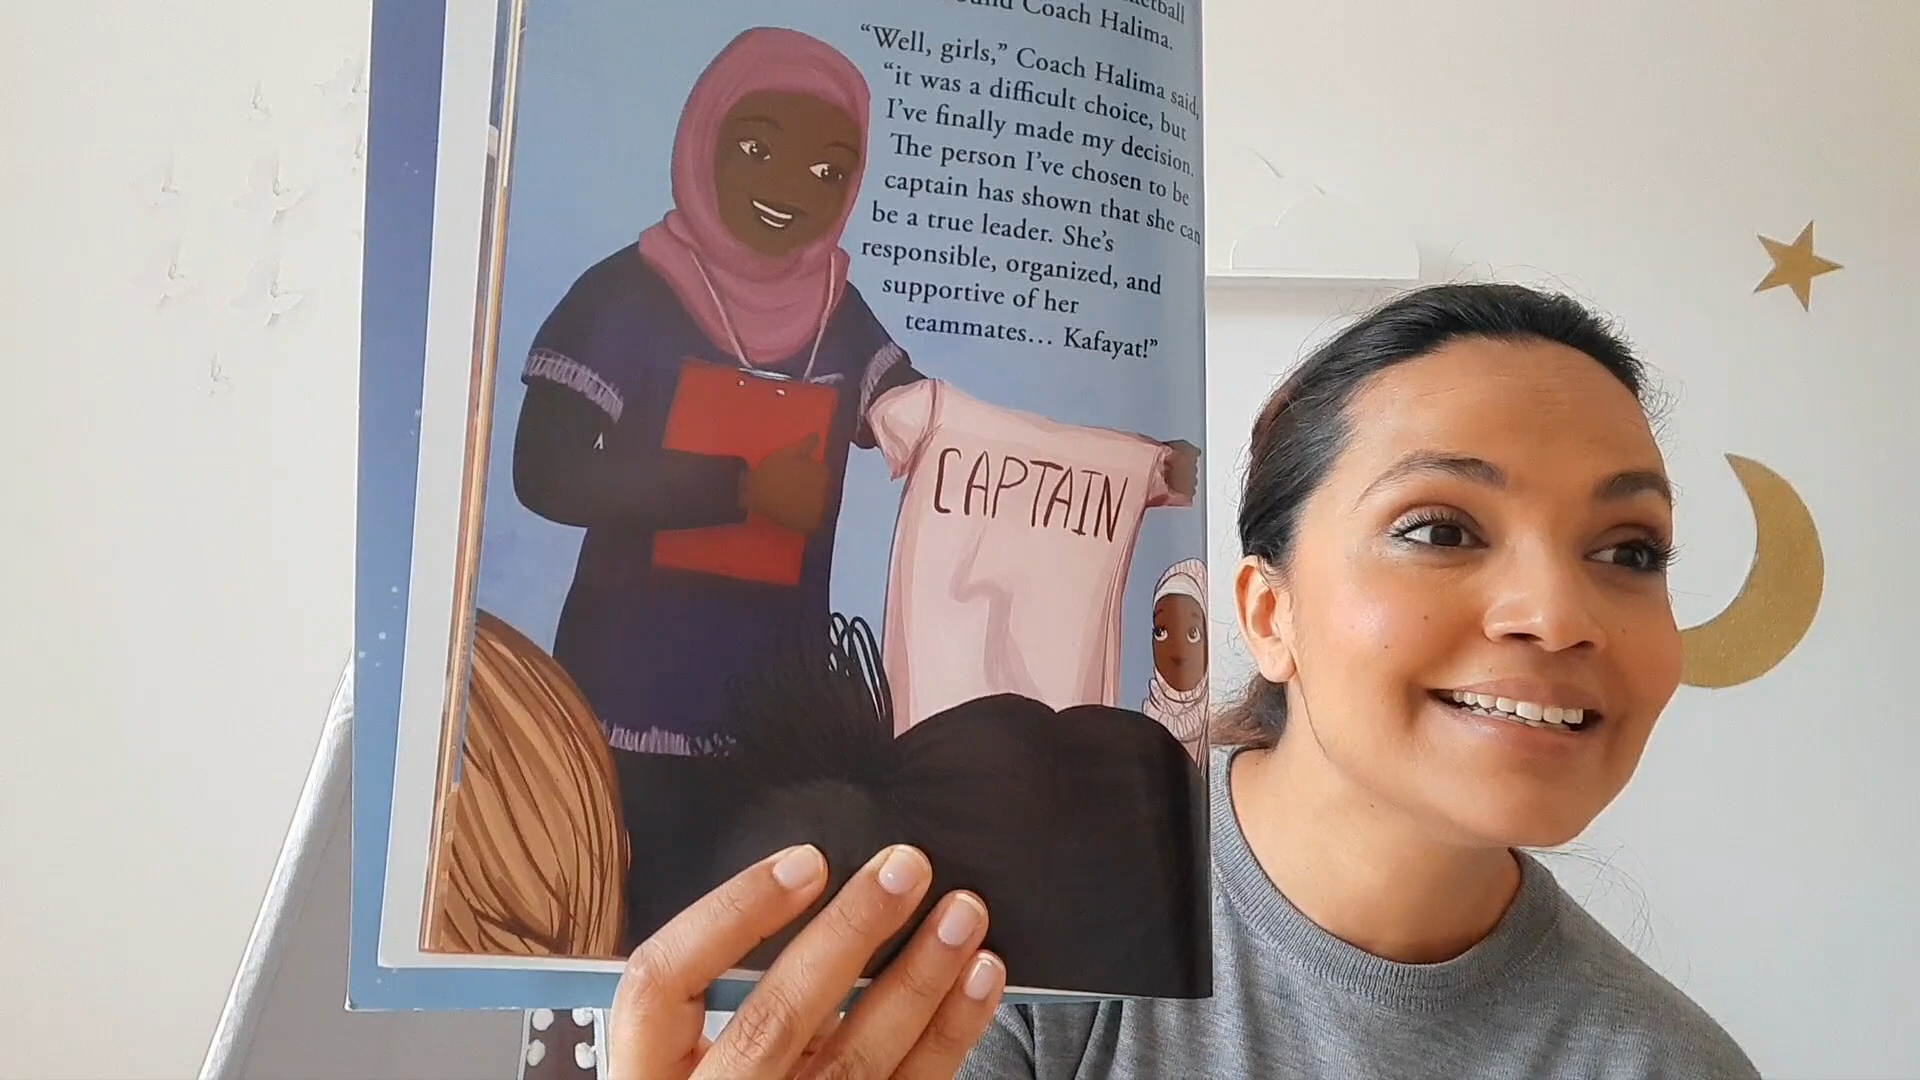 Coach Halima.
“Well, girls,” Coach Halima said,
“it was a difficult choice, but
I’ve finally made my decision.
The person I’ve chosen to be
captain has shown that she can
be a true leader. She’s
responsible, organized, and
supportive of her
teammates... Kafayat!”
CAPTAIN